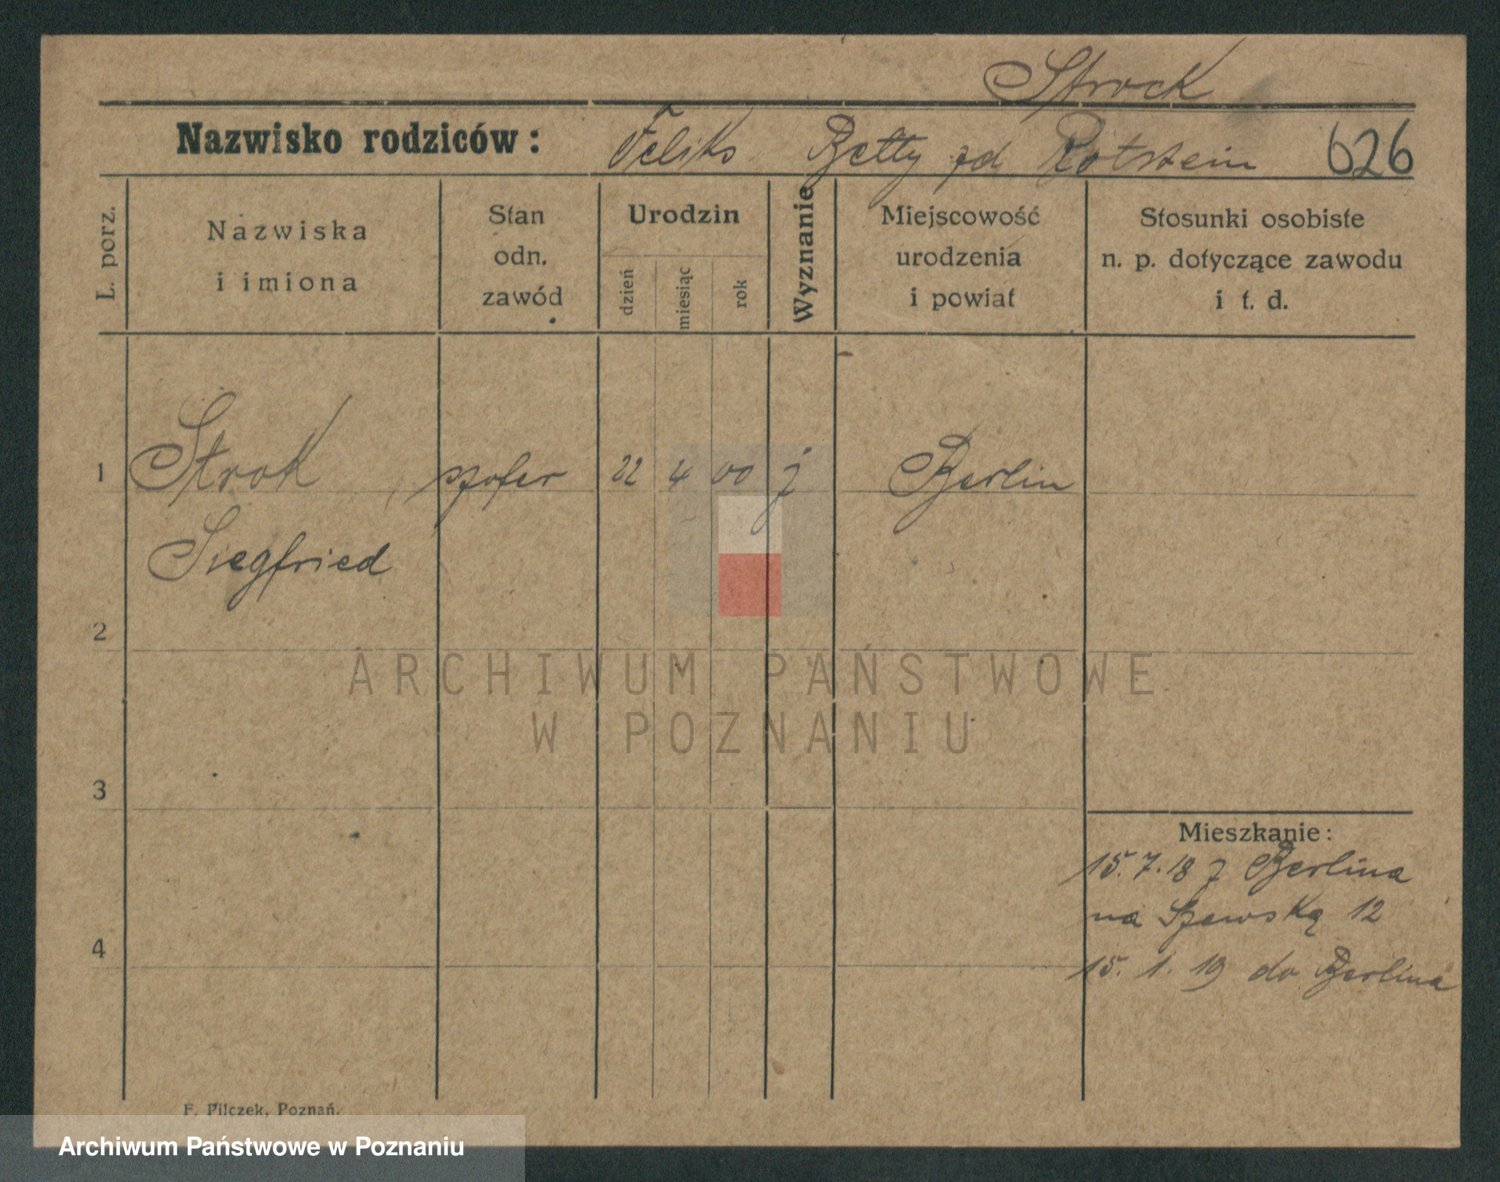 Strock
Nazwisko rodziców: Feliks Betty zd Rotstein 626
L. porz.
Nazwiska
i imiona
Stan
odn.
zawód
Urodzin
dzień
miesiąc
rok
Wyznanie
Miejscowość
urodzenia
i powiat
Stosunki osobiste
n. p. dotyczące zawodu
i t. d.
1 Strok szofer 22 4 00 j Berlin
Siegfried
2
ARCHIWUM PAŃSTWOWE
W POZNANIU
3
Mieszkanie:
15.7.18 z Berlina
na Szewską 12
4
15. 1. 19 do Berlina
F. Pilczek, Poznań.
Archiwum Państwowe w Poznaniu